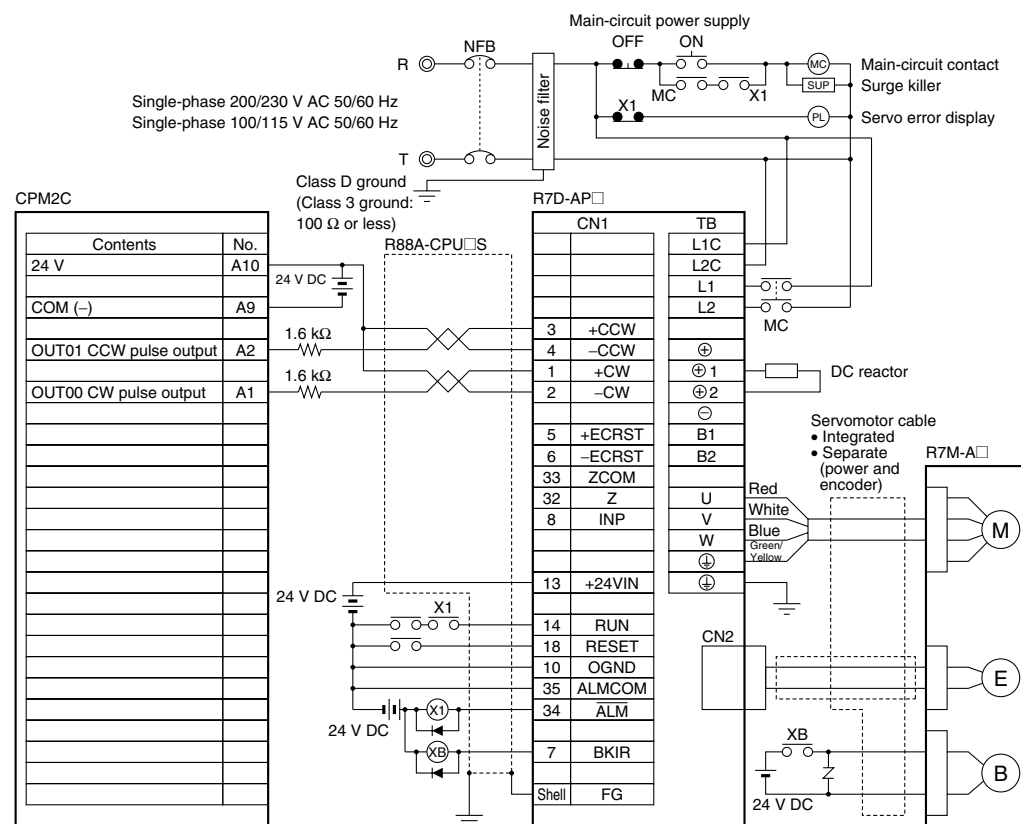 Main-circuit power supply
OFF ON
NFB
R
MC
Main-circuit contact
SUP
Surge killer
MC X1
Single-phase 200/230 V AC 50/60 Hz
Single-phase 100/115 V AC 50/60 Hz
Noise filter
X1
PL
Servo error display
T
Class D ground
(Class 3 ground:
100 Ω or less)
CPM2C
R7D-AP□
R88A-CPU□S
Contents No.
24 V A10
COM (−) A9
OUT01 CCW pulse output A2
OUT00 CW pulse output A1
24 V DC
1.6 kΩ
1.6 kΩ
CN1
3 +CCW
4 −CCW
1 +CW
2 −CW
5 +ECRST
6 −ECRST
33 ZCOM
32 Z
8 INP
13 +24VIN
14 RUN
18 RESET
10 OGND
35 ALMCOM
34 ALM
7 BKIR
Shell FG
TB
L1C
L2C
L1
L2
⊕
⊕ 1
⊕ 2
⊖
B1
B2
U
V
W
MC
DC reactor
Servomotor cable
• Integrated
• Separate
(power and
encoder)
R7M-A□
Red
White
Blue
Green/
Yellow
M
24 V DC
X1
X1
24 V DC
XB
CN2
E
XB
24 V DC
B